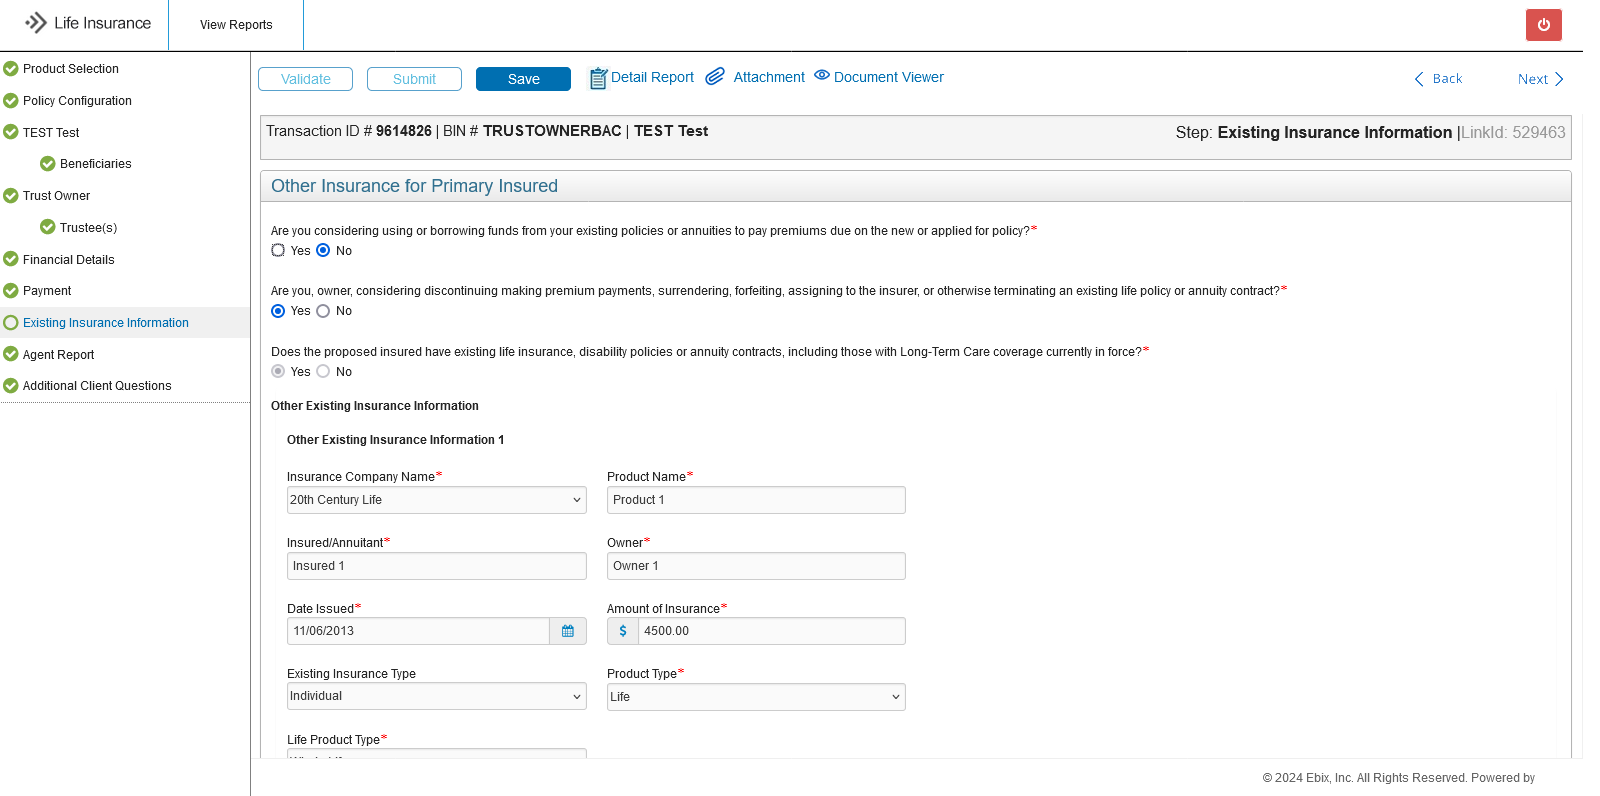 Life Insurance
View Reports
Product Selection
Policy Configuration
TEST Test
Beneficiaries
Trust Owner
Trustee(s)
Financial Details
Payment
Existing Insurance Information
Agent Report
Additional Client Questions
Validate
Submit
Save
Detail Report
Attachment
Document Viewer
Back
Next
Transaction ID # 9614826 | BIN # TRUSTOWNERBAC | TEST Test
Step: Existing Insurance Information |LinkId: 529463
Other Insurance for Primary Insured
Are you considering using or borrowing funds from your existing policies or annuities to pay premiums due on the new or applied for policy?*
Yes No
Are you, owner, considering discontinuing making premium payments, surrendering, forfeiting, assigning to the insurer, or otherwise terminating an existing life policy or annuity contract?*
Yes No
Does the proposed insured have existing life insurance, disability policies or annuity contracts, including those with Long-Term Care coverage currently in force?*
Yes No
Other Existing Insurance Information
Other Existing Insurance Information 1
Insurance Company Name* Product Name*
20th Century Life Product 1
Insured/Annuitant* Owner*
Insured 1 Owner 1
Date Issued* Amount of Insurance*
11/06/2013 $ 4500.00
Existing Insurance Type Product Type*
Individual Life
Life Product Type*
© 2024 Ebix, Inc. All Rights Reserved. Powered by